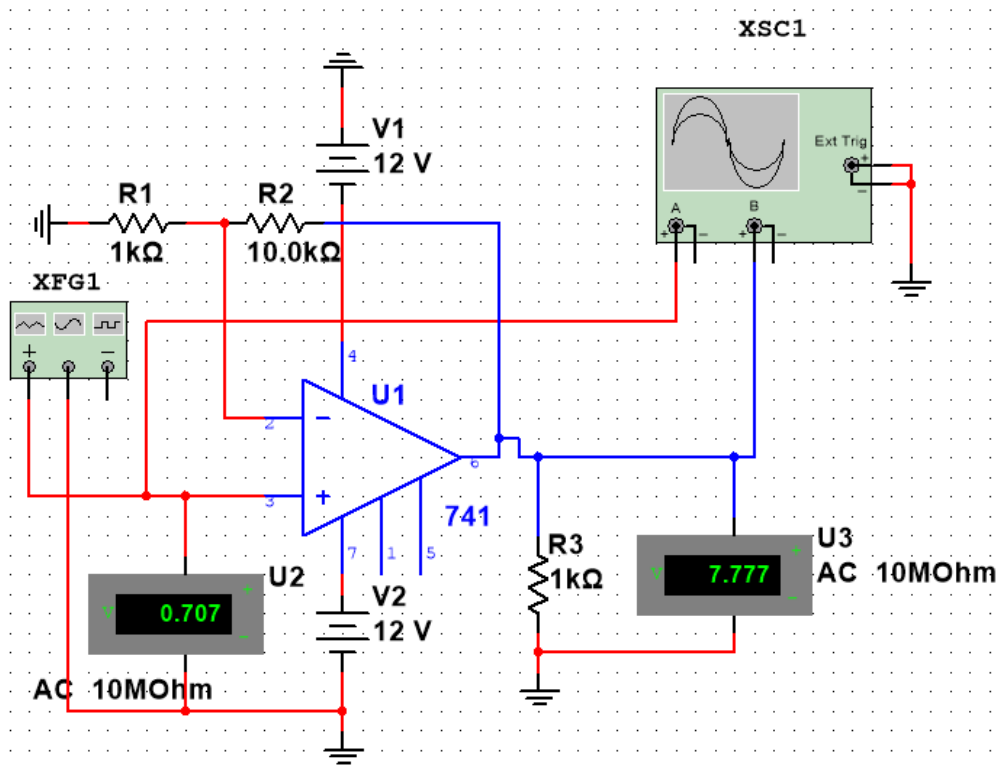 XSC1
V1
12 V
Ext Trig
+
−
R1
R2
A
B
+
−
+
−
1kΩ
10.0kΩ
XFG1
+
−
4
U1
2
−
6
3
+
741
7
1
5
R3
1kΩ
U3
V
7.777
+
−
AC 10MOhm
U2
V
0.707
+
−
V2
12 V
AC 10MOhm